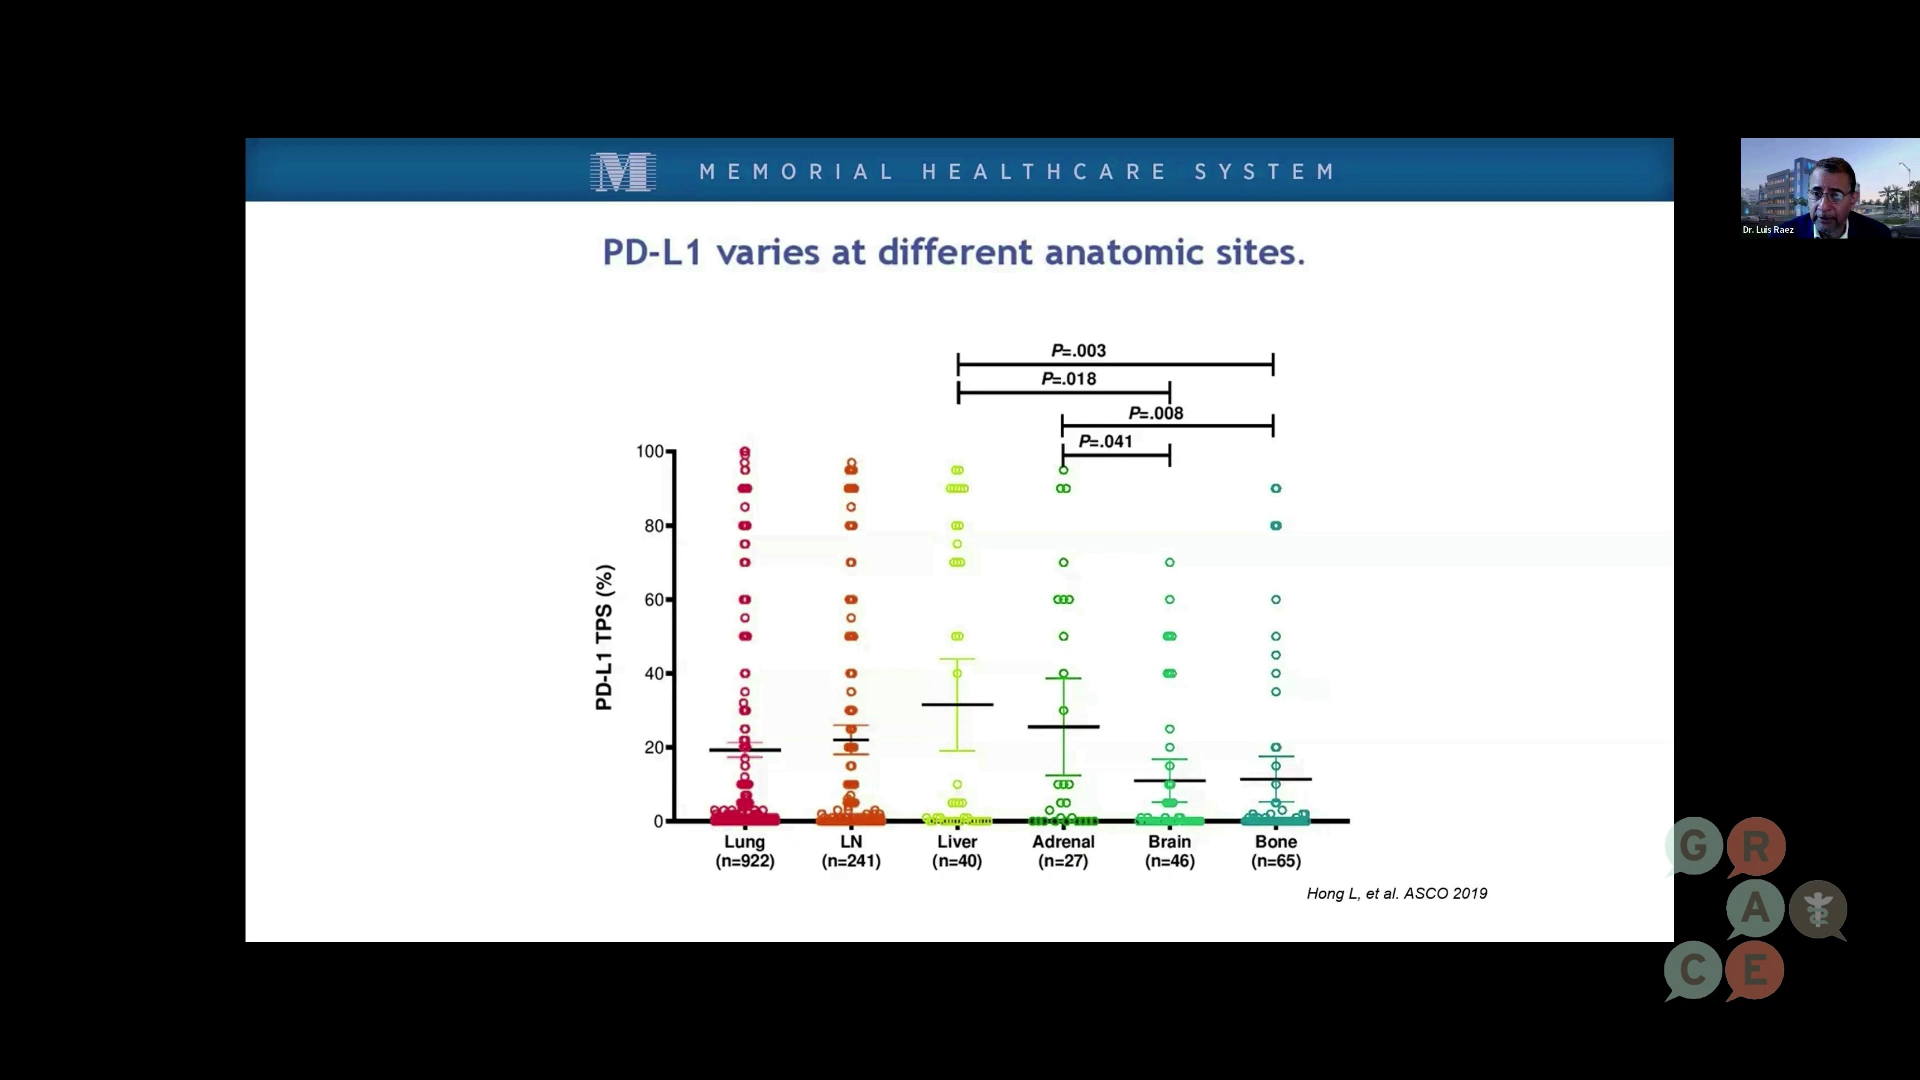 M MEMORIAL HEALTHCARE SYSTEM
Dr. Luis Raez
PD-L1 varies at different anatomic sites.
P=.003
P=.018
P=.008
P=.041
PD-L1 TPS (%)
100
80
60
40
20
0
Lung LN Liver Adrenal Brain Bone
(n=922) (n=241) (n=40) (n=27) (n=46) (n=65)
Hong L, et al. ASCO 2019
G R
A
C E